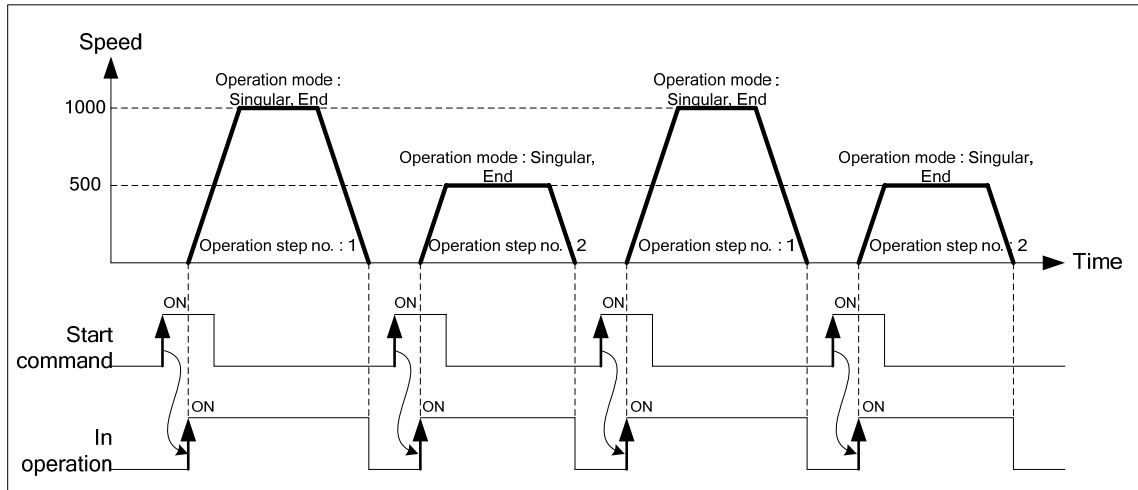 Speed
Operation mode :
Singular, End
Operation mode :
Singular, End
1000
Operation mode : Singular,
End
Operation mode : Singular,
End
500
Operation step no. : 1
Operation step no. : 2
Operation step no. : 1
Operation step no. : 2
Time
ON
ON
ON
ON
Start
command
ON
ON
ON
ON
In
operation